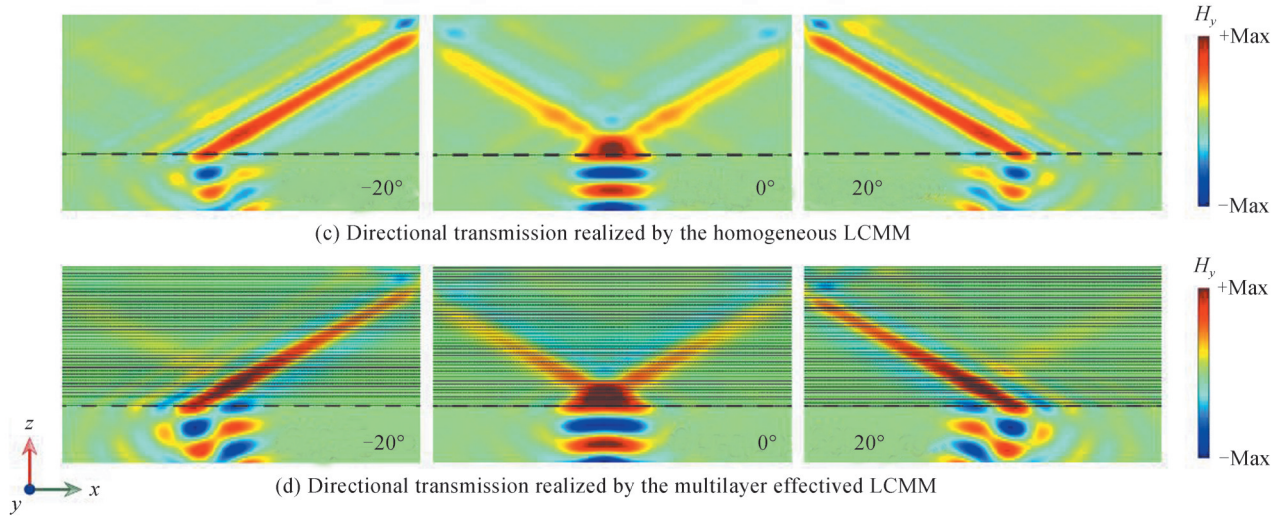 H_y
+Max
−20°
0°
20°
−Max
(c) Directional transmission realized by the homogeneous LCMM
H_y
+Max
−20°
0°
20°
−Max
z
y
x
(d) Directional transmission realized by the multilayer effectived LCMM